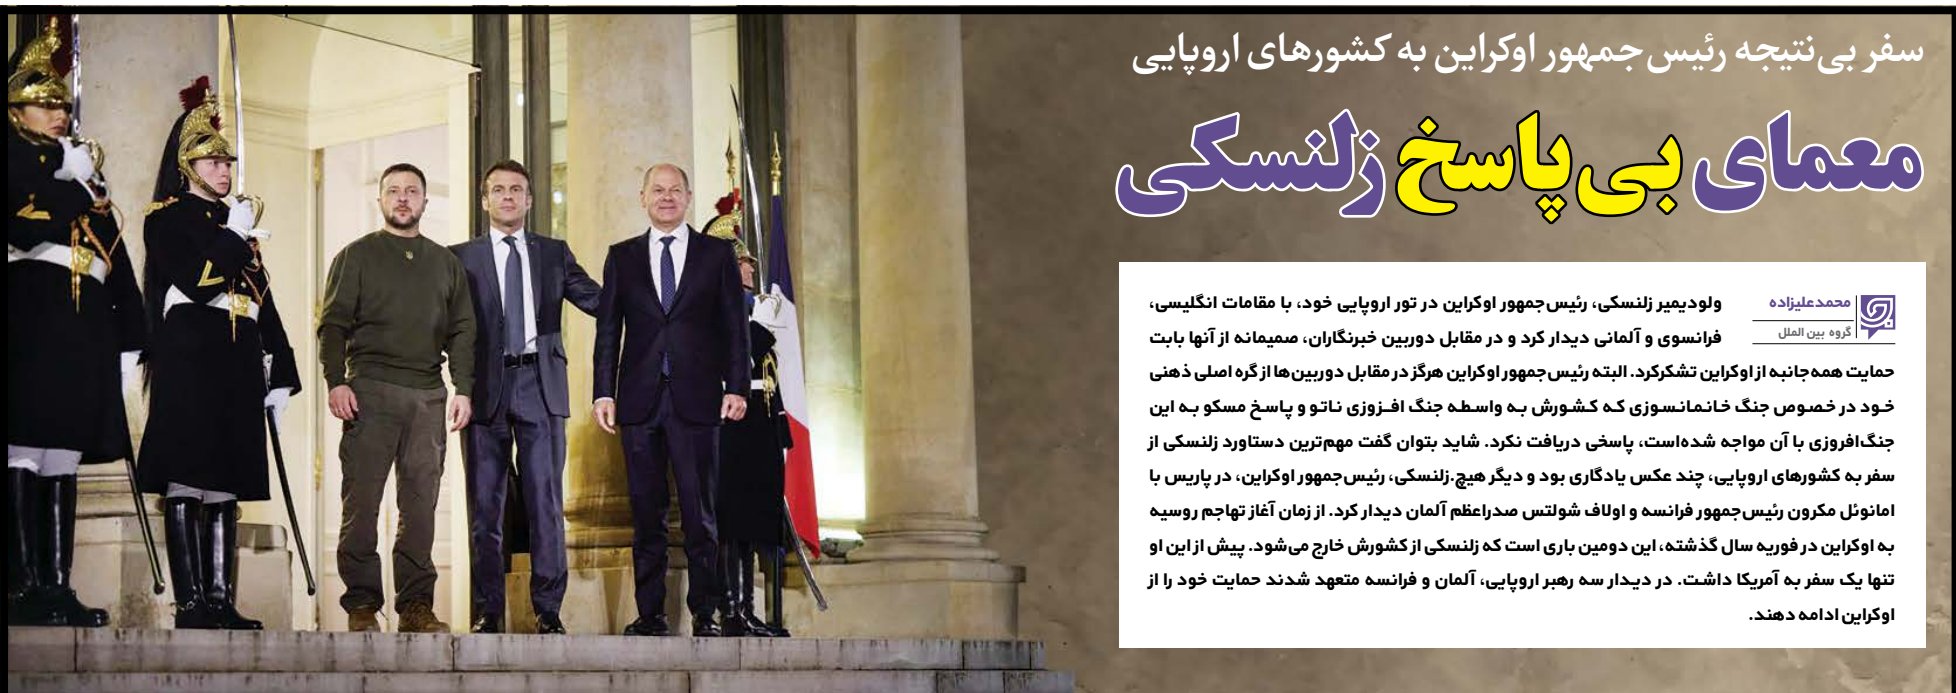 سفر بی‌نتیجه رئیس‌جمهور اوکراین به کشورهای اروپایی
معمای بی‌پاسخ زلنسکی
محمد علیزاده
گروه بین الملل
ولودیمیر زلنسکی، رئیس‌جمهور اوکراین در تور اروپایی خود، با مقامات انگلیسی،
فرانسوی و آلمانی دیدار کرد و در مقابل دوربین خبرنگاران، صمیمانه از آنها بابت
حمایت همه‌جانبه از اوکراین تشکر کرد. البته رئیس‌جمهور اوکراین هرگز در مقابل دوربین‌ها از گره اصلی ذهنی
خود در خصوص جنگ خانمانسوزی که کشورش به واسطه جنگ افزوزی ناتو و پاسخ مسکو به این
جنگ‌افروزی با آن مواجه شده‌است، پاسخی دریافت نکرد. شاید بتوان گفت مهم‌ترین دستاورد زلنسکی از
سفر به کشورهای اروپایی، چند عکس یادگاری بود و دیگر هیچ.زلنسکی، رئیس‌جمهور اوکراین، در پاریس با
امانوئل مکرون رئیس‌جمهور فرانسه و اولاف شولتس صدراعظم آلمان دیدار کرد. از زمان آغاز تهاجم روسیه
به اوکراین در فوریه سال گذشته، این دومین باری است که زلنسکی از کشورش خارج می‌شود. پیش از این او
تنها یک سفر به آمریکا داشت. در دیدار سه رهبر اروپایی، آلمان و فرانسه متعهد شدند حمایت خود را از
اوکراین ادامه دهند.